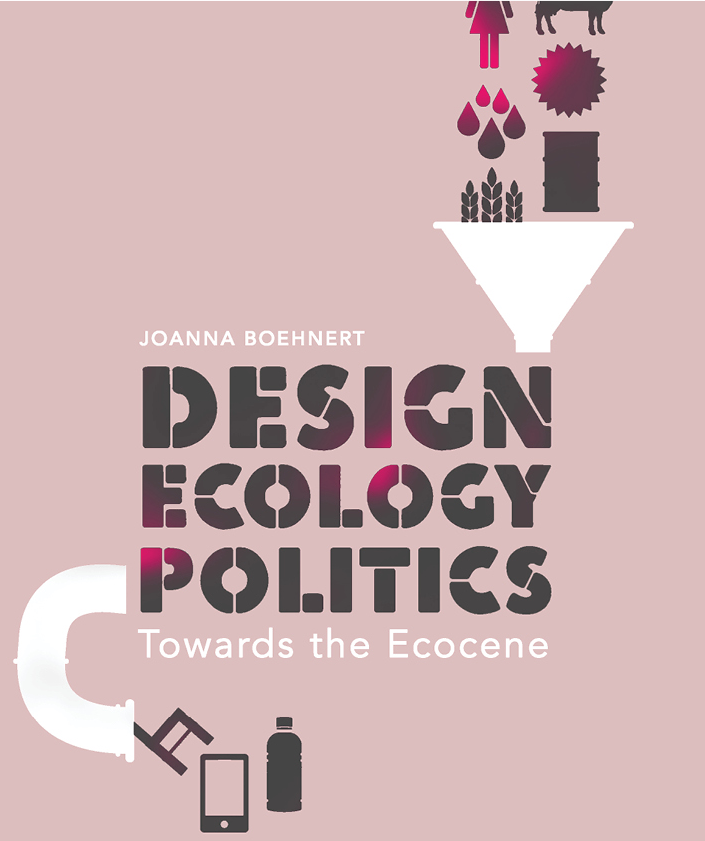 JOANNA BOEHNERT
DESIGN
ECOLOGY
POLITICS
Towards the Ecocene